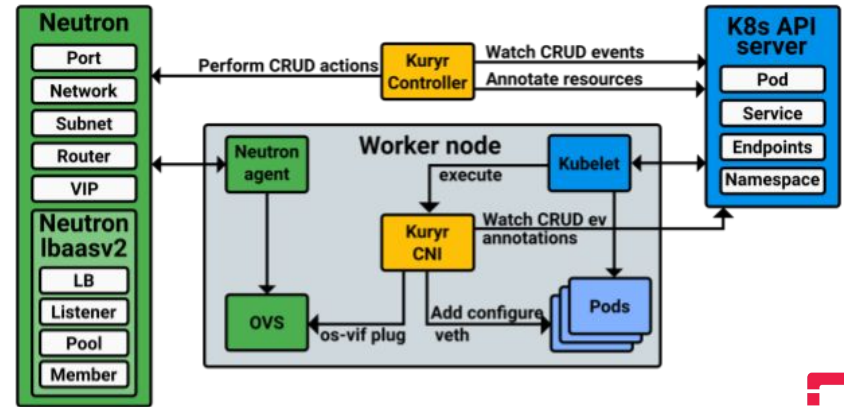 Neutron
Port
Network
Subnet
Router
VIP
Neutron
lbaasv2
LB
Listener
Pool
Member
Perform CRUD actions
Kuryr
Controller
Watch CRUD events
Annotate resources
K8s API
server
Pod
Service
Endpoints
Namespace
Worker node
Neutron
agent
Kubelet
execute
Kuryr
CNI
Watch CRUD ev
annotations
OVS
os-vif plug
Add configure
veth
Pods